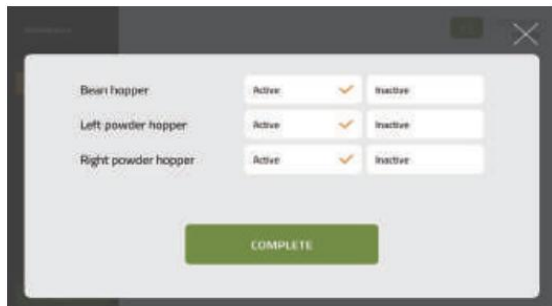 Bean hopper Active Inactive
Left powder hopper Active Inactive
Right powder hopper Active Inactive
COMPLETE